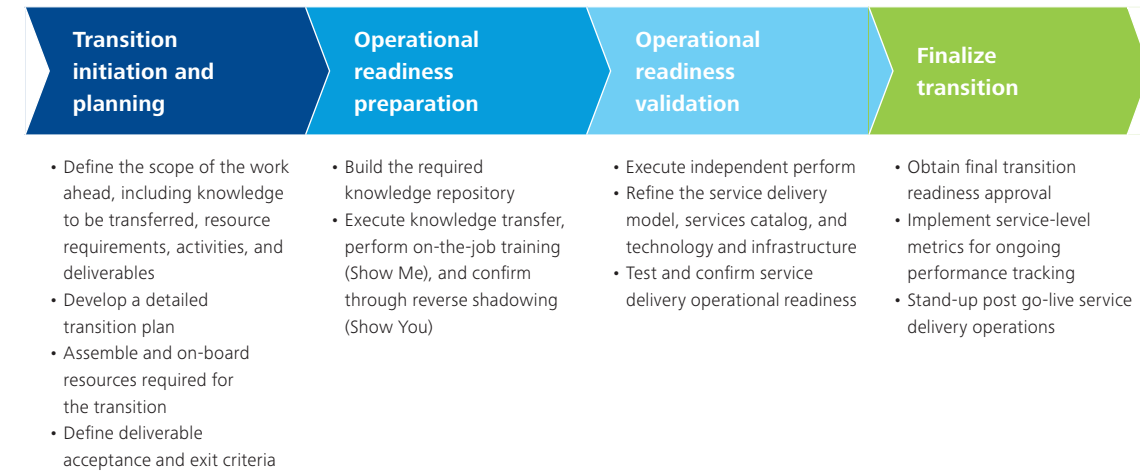 Transition
initiation and
planning
• Define the scope of the work
ahead, including knowledge
to be transferred, resource
requirements, activities, and
deliverables
• Develop a detailed
transition plan
• Assemble and on-board
resources required for
the transition
• Define deliverable
acceptance and exit criteria
Operational
readiness
preparation
• Build the required
knowledge repository
• Execute knowledge transfer,
perform on-the-job training
(Show Me), and confirm
through reverse shadowing
(Show You)
Operational
readiness
validation
• Execute independent perform
• Refine the service delivery
model, services catalog, and
technology and infrastructure
• Test and confirm service
delivery operational readiness
Finalize
transition
• Obtain final transition
readiness approval
• Implement service-level
metrics for ongoing
performance tracking
• Stand-up post go-live service
delivery operations